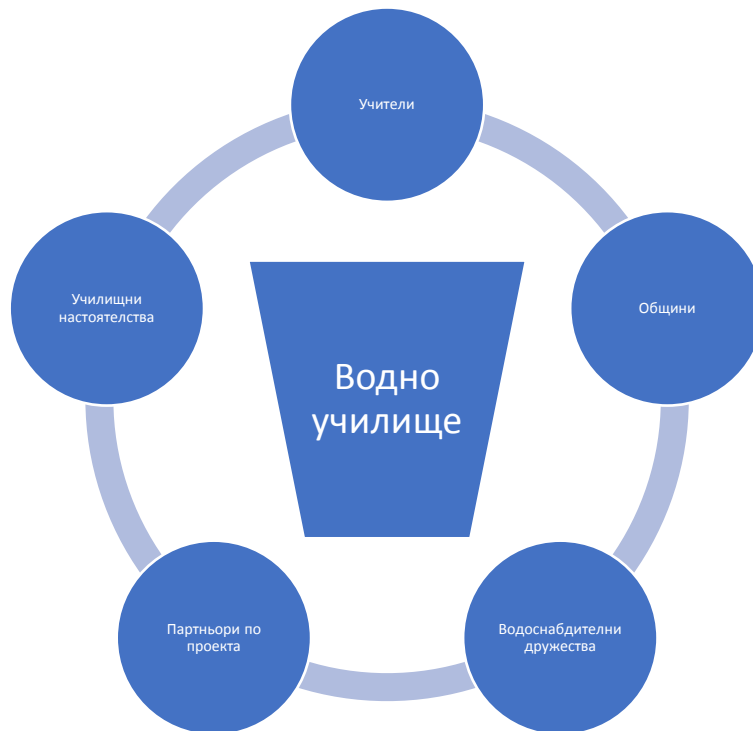 Учители
Училищни
настоятелства
Общини
Водно
училище
Партньори по
проекта
Водоснабдителни
дружества